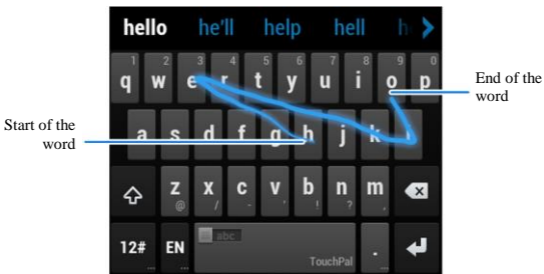 hello he'll help hell h
1 2 3 4 5 6 7 8 9 0
q w e r t y u i o p
End of the
word
Start of the
word
a s d f g h j k
z x c v b n m
@ / - ' ! ? ,
12# EN abc . 
TouchPal